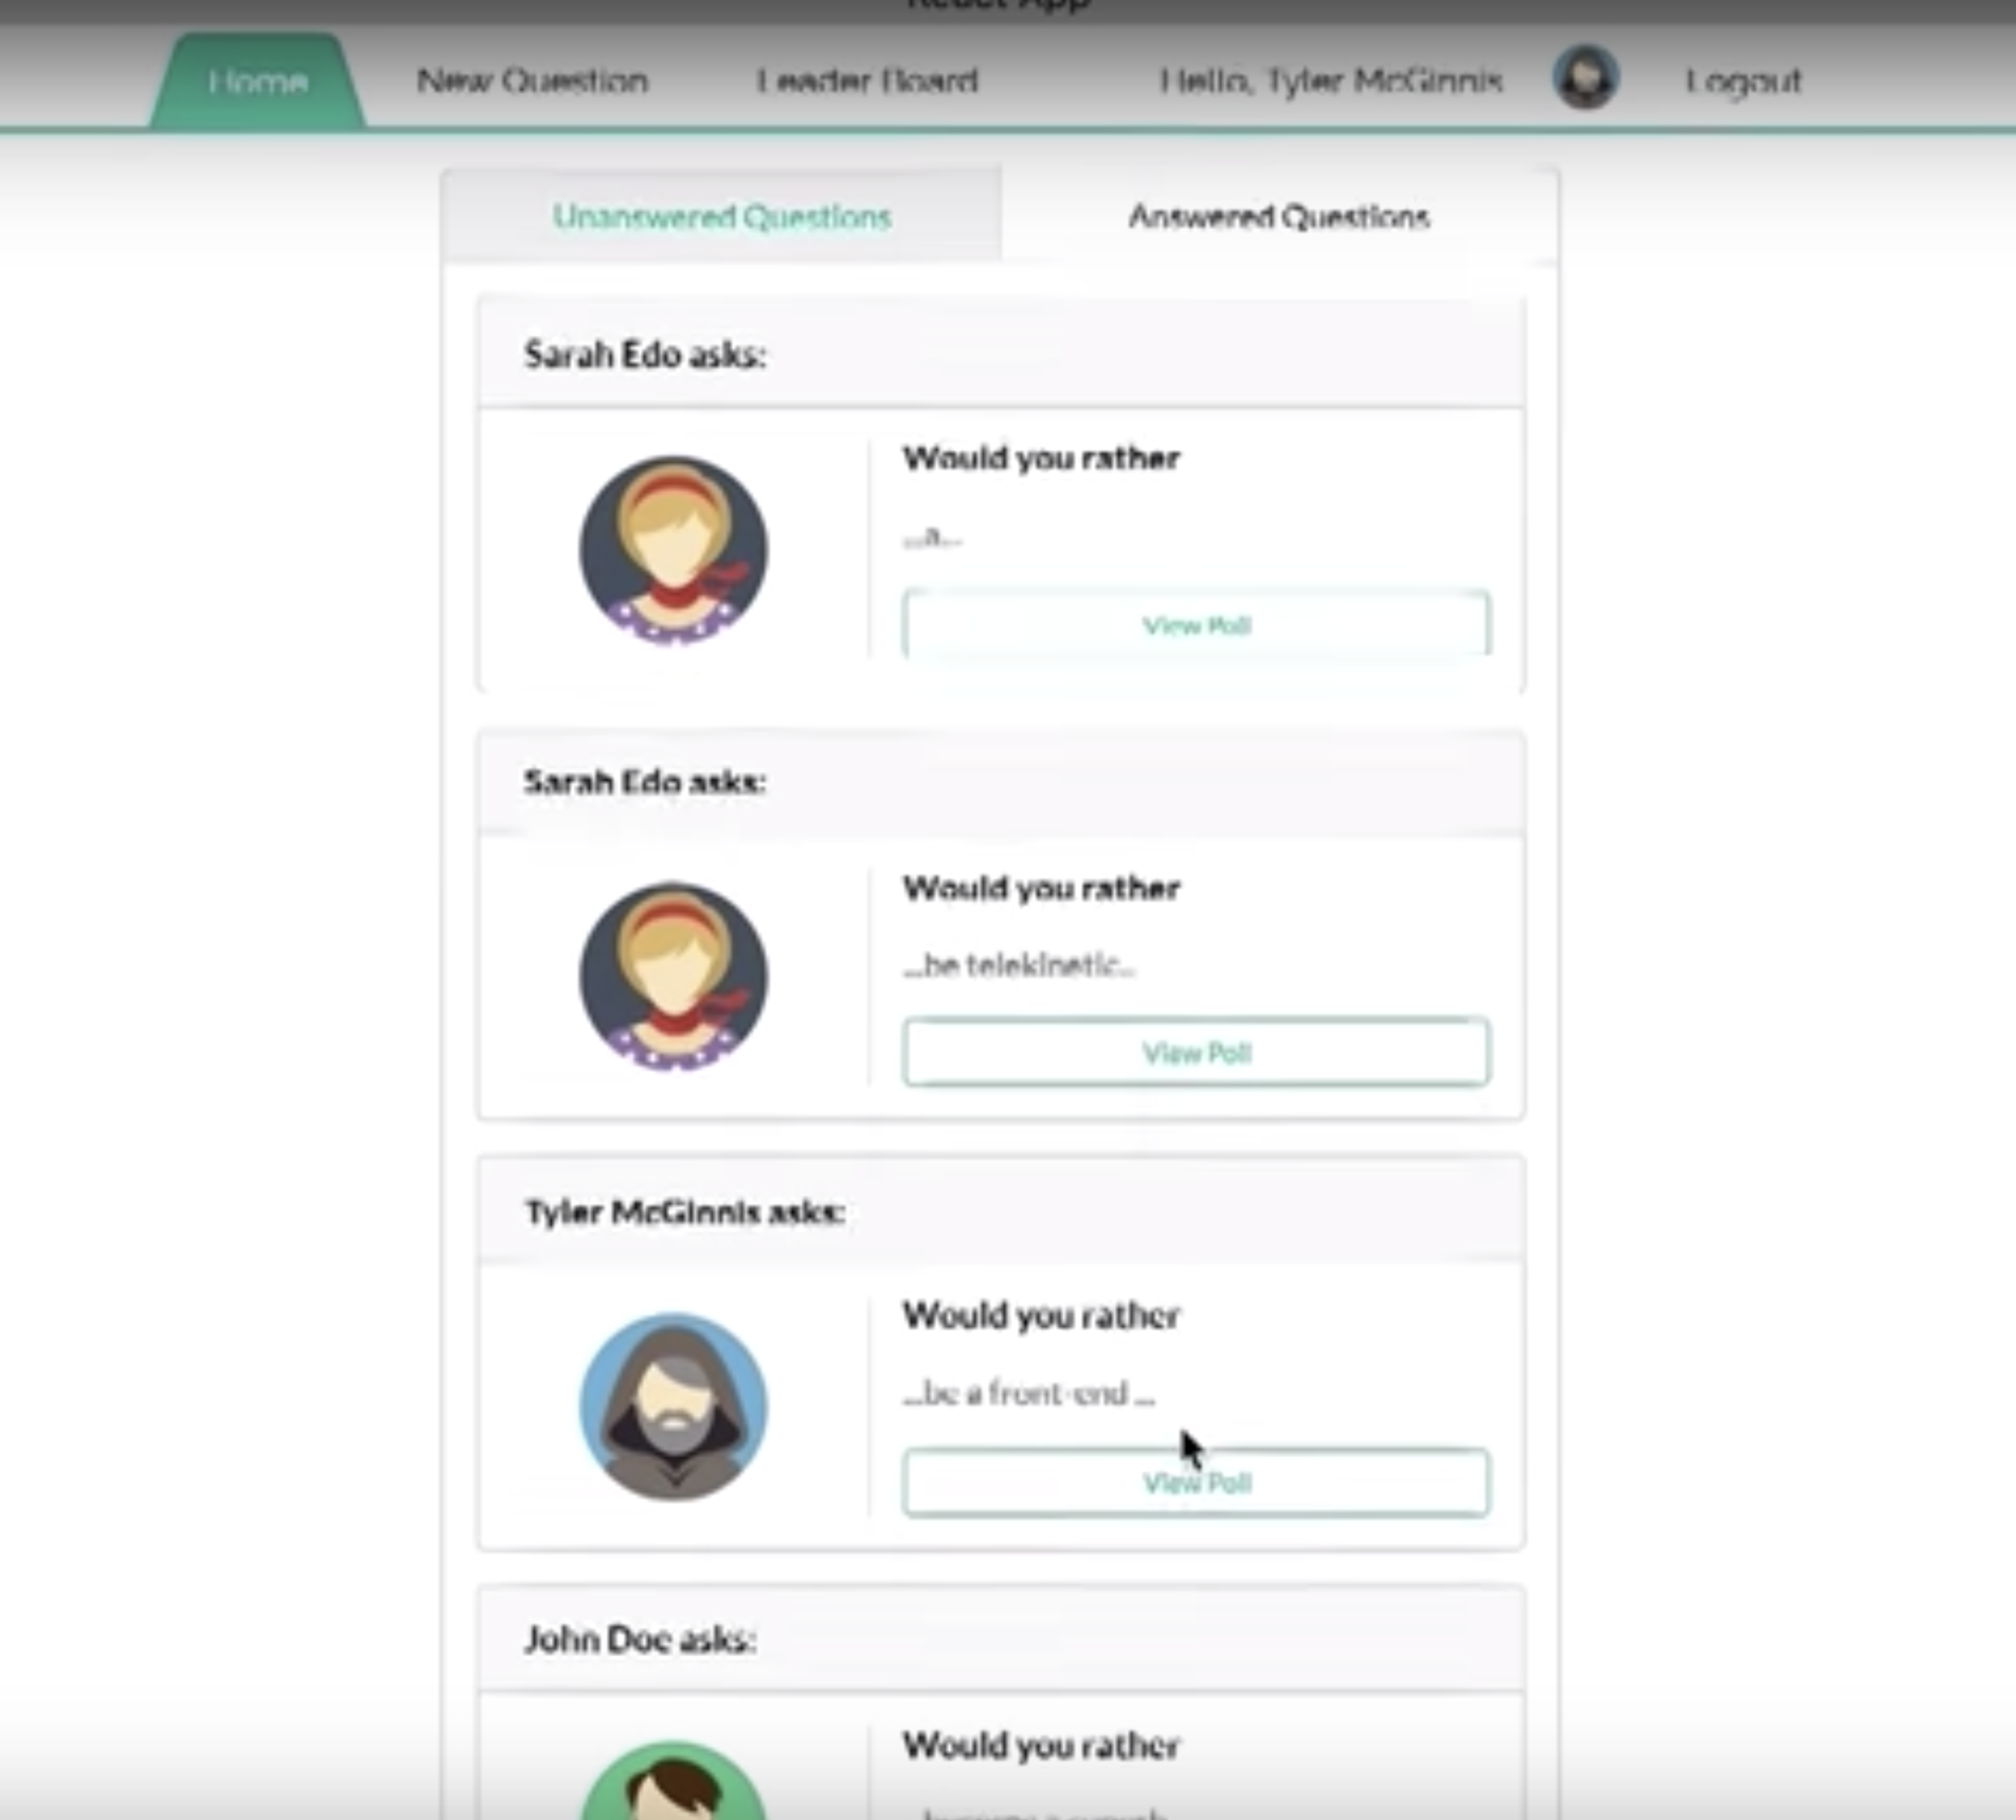 React App
Home New Question Leader Board Hello, Tyler McGinnis Logout
Unanswered Questions Answered Questions
Sarah Edo asks:
Would you rather
...a...
View Poll
Sarah Edo asks:
Would you rather
...be telekinetic...
View Poll
Tyler McGinnis asks:
Would you rather
...be a front-end ...
View Poll
John Doe asks:
Would you rather